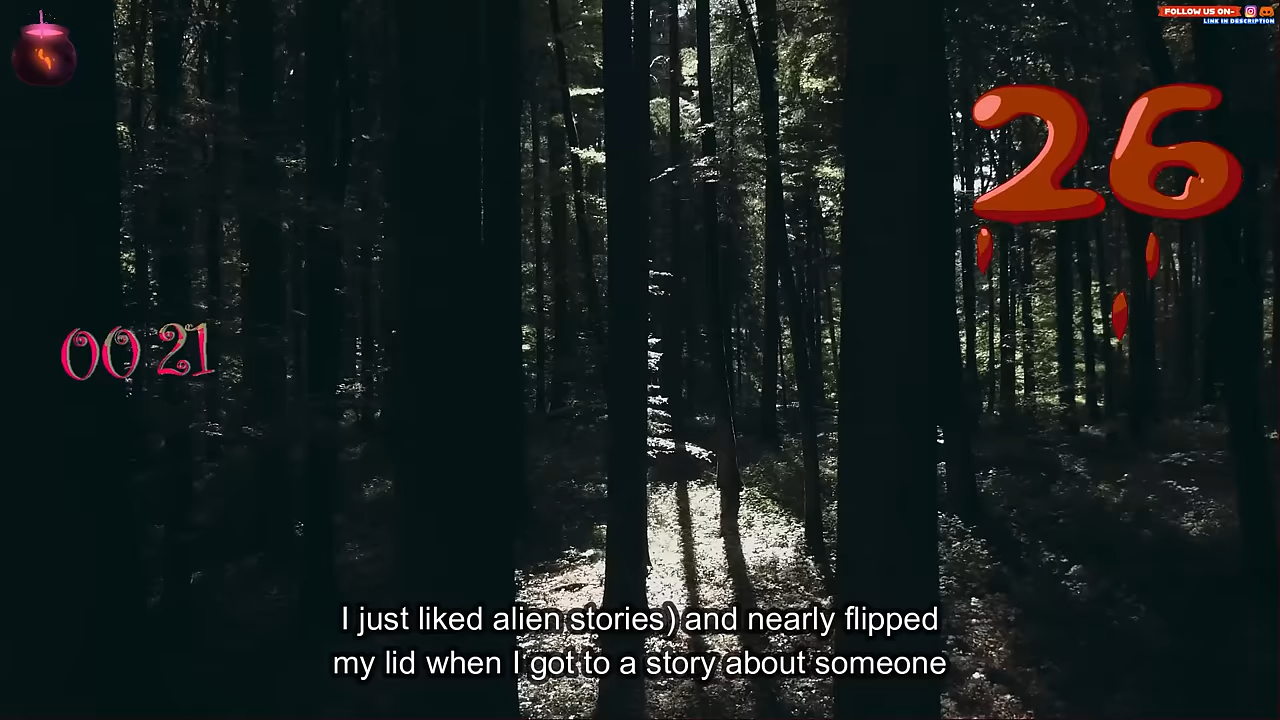 FOLLOW US ON-
LINK IN DESCRIPTION
26
00 21
I just liked alien stories) and nearly flipped
my lid when I got to a story about someone